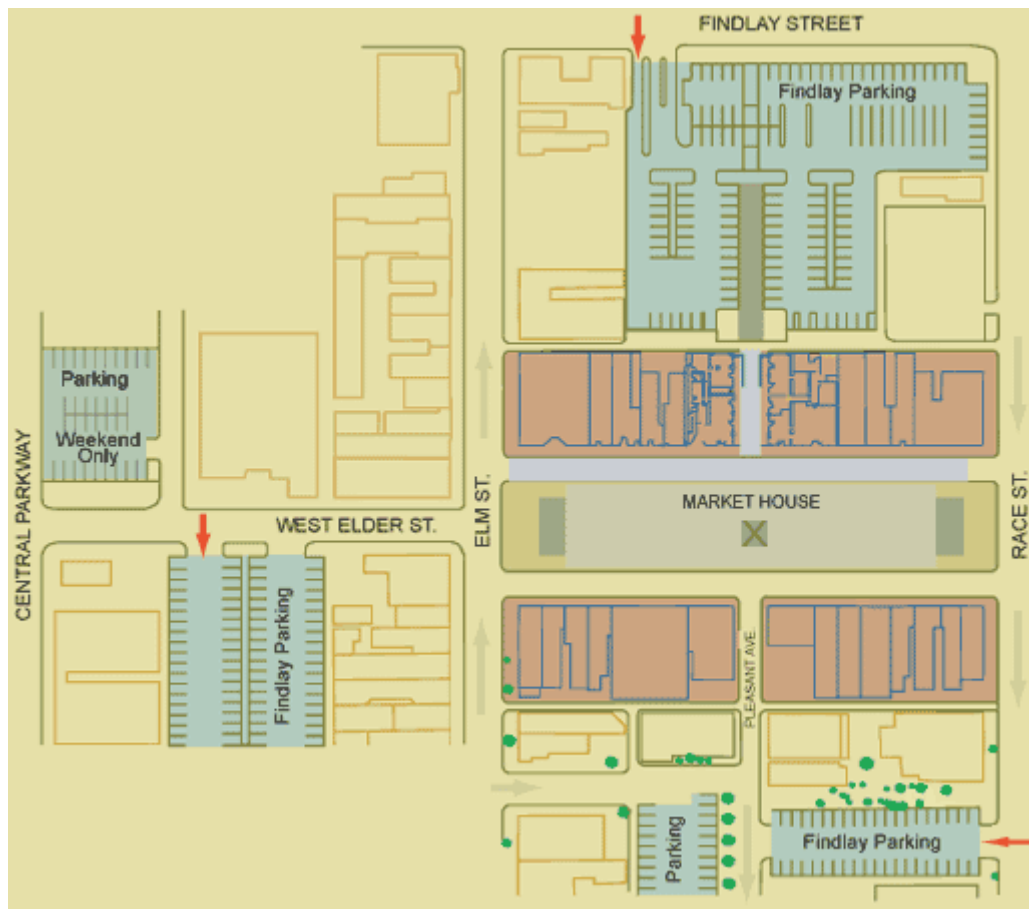 FINDLAY STREET
Findlay Parking
Parking
Weekend
Only
CENTRAL PARKWAY
WEST ELDER ST.
ELM ST.
MARKET HOUSE
RACE ST.
Findlay Parking
PLEASANT AVE.
Parking
Findlay Parking